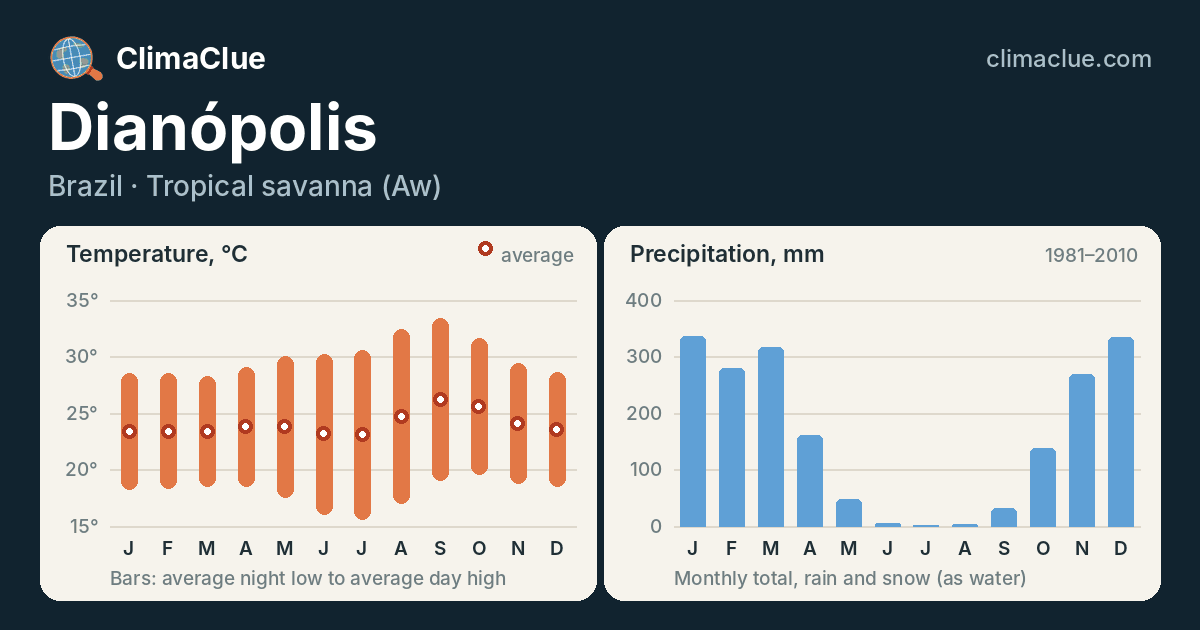 ClimaClue
climaclue.com
Dianópolis
Brazil · Tropical savanna (Aw)
Temperature, °C
average
35°
30°
25°
20°
15°
J F M A M J J A S O N D
Bars: average night low to average day high
Precipitation, mm
1981–2010
400
300
200
100
0
J F M A M J J A S O N D
Monthly total, rain and snow (as water)